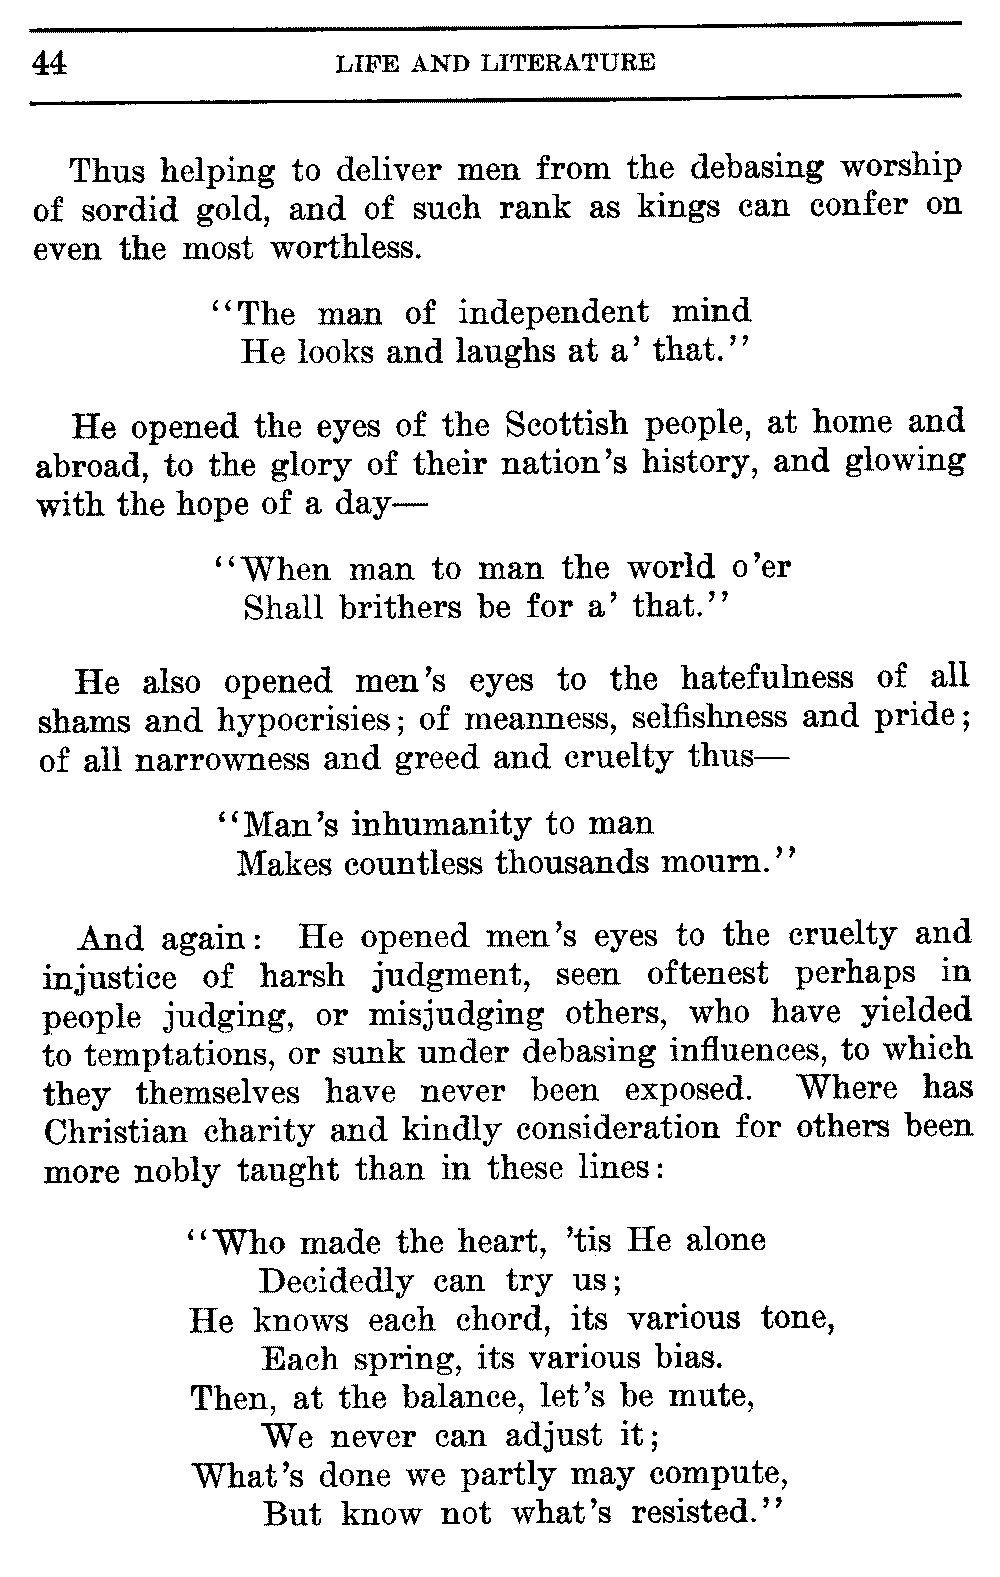 44 LIFE AND LITERATURE
Thus helping to deliver men from the debasing worship
of sordid gold, and of such rank as kings can confer on
even the most worthless.
"The man of independent mind
He looks and laughs at a' that."
He opened the eyes of the Scottish people, at home and
abroad, to the glory of their nation's history, and glowing
with the hope of a day—
"When man to man the world o'er
Shall brithers be for a' that."
He also opened men's eyes to the hatefulness of all
shams and hypocrisies; of meanness, selfishness and pride;
of all narrowness and greed and cruelty thus—
"Man's inhumanity to man
Makes countless thousands mourn."
And again: He opened men's eyes to the cruelty and
injustice of harsh judgment, seen oftenest perhaps in
people judging, or misjudging others, who have yielded
to temptations, or sunk under debasing influences, to which
they themselves have never been exposed. Where has
Christian charity and kindly consideration for others been
more nobly taught than in these lines:
"Who made the heart, 'tis He alone
Decidedly can try us;
He knows each chord, its various tone,
Each spring, its various bias.
Then, at the balance, let's be mute,
We never can adjust it;
What's done we partly may compute,
But know not what's resisted."